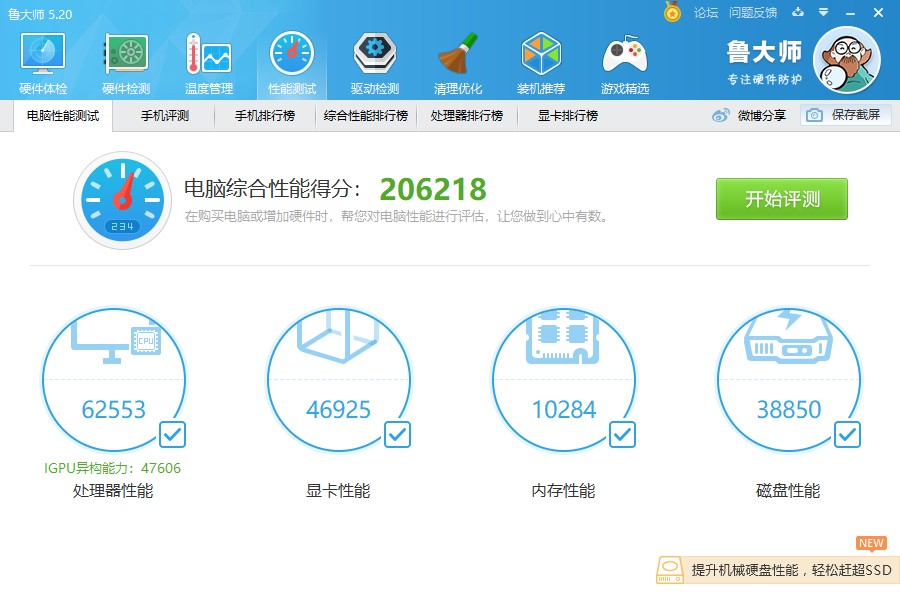 鲁大师 5.20
论坛 问题反馈
硬件体检 硬件检测 温度管理 性能测试 驱动检测 清理优化 装机推荐 游戏精选
鲁大师
专注硬件防护
电脑性能测试 手机评测 手机排行榜 综合性能排行榜 处理器排行榜 显卡排行榜 微博分享 保存截屏
电脑综合性能得分： 206218
在购买电脑或增加硬件时，帮您对电脑性能进行评估，让您做到心中有数。
开始评测
234
CPU
62553 46925 10284 38850
IGPU异构能力：47606
处理器性能 显卡性能 内存性能 磁盘性能
NEW
提升机械硬盘性能，轻松赶超SSD